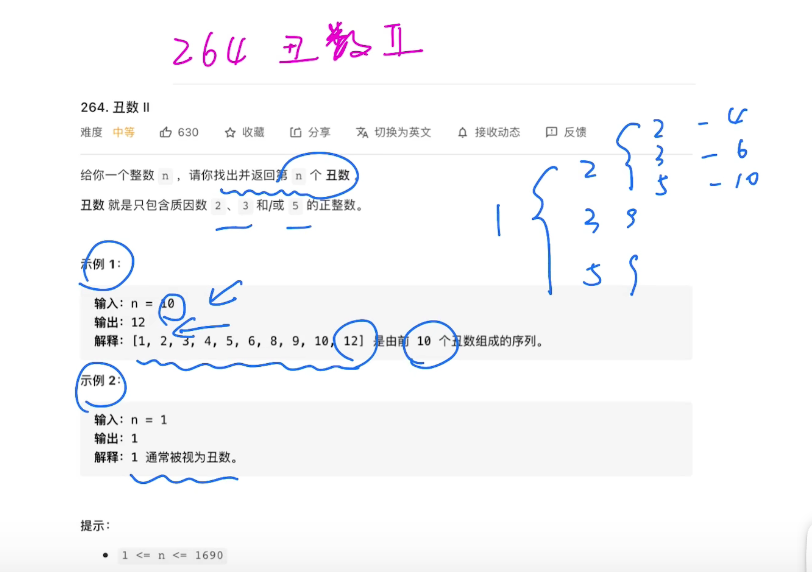 264 丑数 II
264. 丑数 II
难度 中等 630 收藏 分享 切换为英文 接收动态 反馈
给你一个整数 n ，请你找出并返回第 n 个 丑数
丑数 就是只包含质因数 2 、 3 和/或 5 的正整数。
示例 1：
输入：n = 10
输出：12
解释：[1, 2, 3, 4, 5, 6, 8, 9, 10, 12] 是由前 10 个丑数组成的序列。
示例 2：
输入：n = 1
输出：1
解释：1 通常被视为丑数。
提示：
1 <= n <= 1690
2 - 4
3 - 6
5 - 10
2
1 3
5